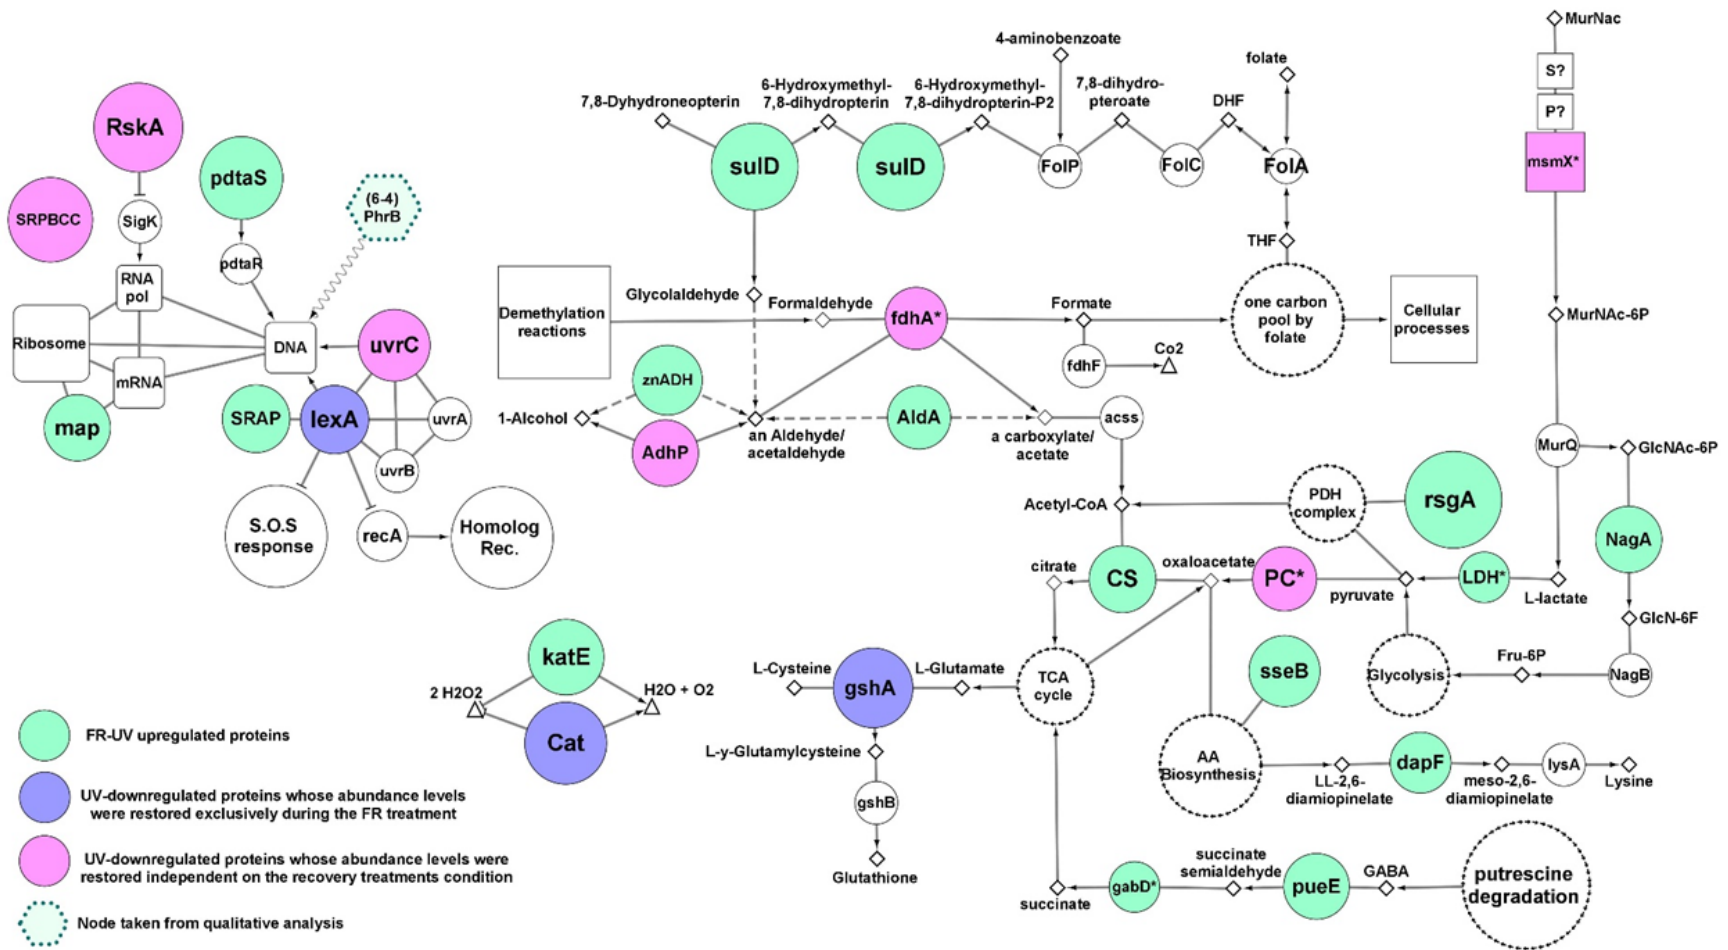 MurNac
4-aminobenzoate
folate
S?
6-Hydroxymethyl-
7,8-dihydropterin
6-Hydroxymethyl-
7,8-dihydropterin-P2
7,8-dihydro-
pteroate
DHF
7,8-Dyhydroneopterin
P?
RskA
sulD
sulD
FolP
FolC
FolA
msmX*
pdtaS
(6-4)
PhrB
SRPBCC
SigK
THF
pdtaR
RNA
pol
Glycolaldehyde
Formaldehyde
Formate
one carbon
pool by
folate
Cellular
processes
Demethylation
reactions
fdhA*
MurNAc-6P
Ribosome
DNA
uvrC
Co2
fdhF
mRNA
znADH
map
SRAP
lexA
uvrA
1-Alcohol
AdhP
an Aldehyde/
acetaldehyde
AldA
a carboxylate/
acetate
acss
MurQ
GlcNAc-6P
uvrB
S.O.S
response
recA
Homolog
Rec.
Acetyl-CoA
PDH
complex
rsgA
NagA
citrate
CS
oxaloacetate
PC*
pyruvate
LDH*
L-lactate
GlcN-6F
katE
2 H2O2
H2O + O2
Cat
L-Cysteine
gshA
L-Glutamate
TCA
cycle
sseB
Glycolysis
Fru-6P
NagB
L-y-Glutamylcysteine
gshB
Glutathione
AA
Biosynthesis
LL-2,6-
diamiopinelate
dapF
meso-2,6-
diamiopinelate
lysA
Lysine
succinate
gabD*
succinate
semialdehyde
pueE
GABA
putrescine
degradation
FR-UV upregulated proteins
UV-downregulated proteins whose abundance levels
were restored exclusively during the FR treatment
UV-downregulated proteins whose abundance levels were
restored independent on the recovery treatments condition
Node taken from qualitative analysis